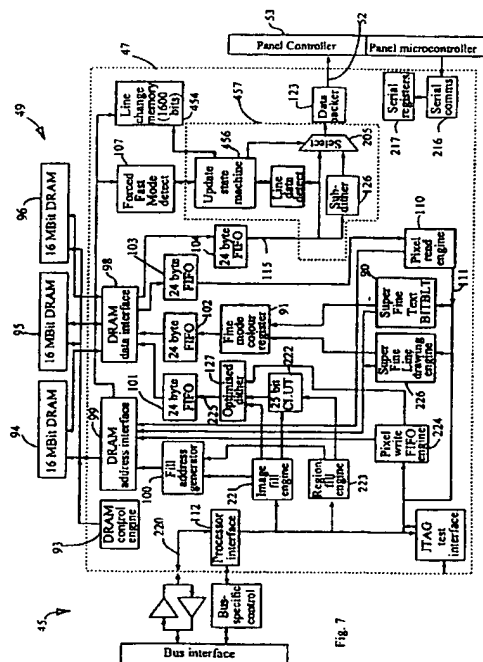 45
49
94
95
96
47
53
16 MBit DRAM
16 MBit DRAM
16 MBit DRAM
Panel Controller
52
Panel microcontroller
93
DRAM
control
engine
99
DRAM
address interface
98
DRAM
data interface
107
Forced
Fast Mode
detect
Line
change
memory
(1600
bits)
454
457
456
Update
state
machine
Line
data detect
Select
205
Sub-dither
126
123
Data
packer
Serial
registers
217
Serial
comms
216
100
Fill address
generator
101
24 byte
FIFO
102
24 byte
FIFO
103
24 byte
FIFO
104
24 byte
FIFO
115
225
127
Optimised
dither
91
Fine
mode
colour
register
222
25 bit
CLUT
221
Image
fill
engine
223
Region
fill
engine
90
Super Fine
Text
BITBLT
110
Pixel
read
engine
111
226
Super Fine
Line
drawing
engine
224
Pixel
write
FIFO
engine
220
112
Processor
interface
Bus-
specific
control
Bus interface
JTAG
test
interface
Fig. 7